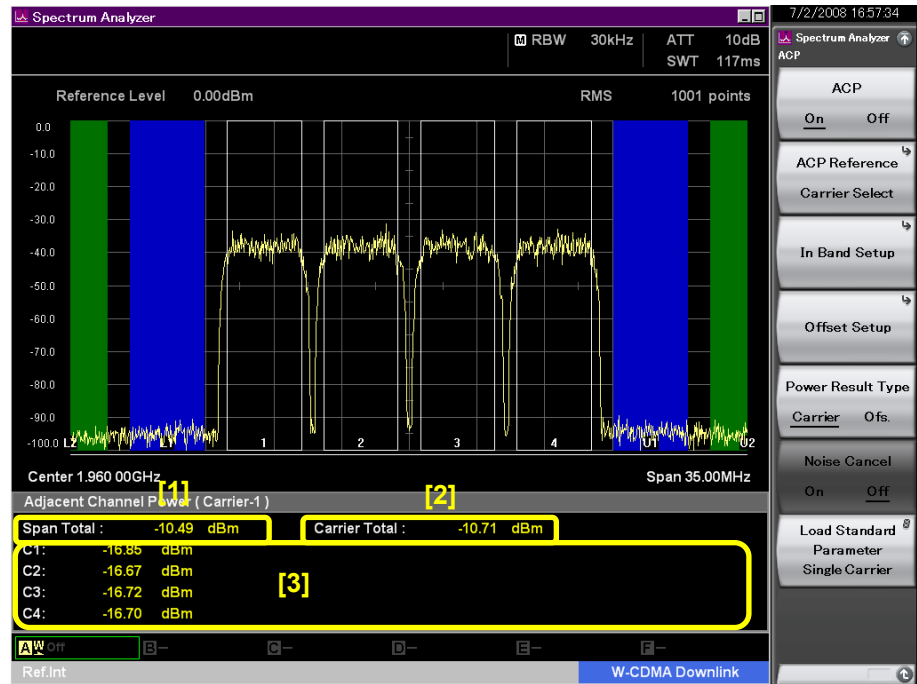 Spectrum Analyzer
7/2/2008 16:57:34
M RBW 30kHz ATT 10dB
SWT 117ms
Reference Level 0.00dBm RMS 1001 points
0.0
-10.0
-20.0
-30.0
-40.0
-50.0
-60.0
-70.0
-80.0
-90.0
-100.0
L2 L1 1 2 3 4 U1 U2
Center 1.960 00GHz Span 35.00MHz
[1]
[2]
Adjacent Channel Power ( Carrier-1 )
Span Total : -10.49 dBm Carrier Total : -10.71 dBm
C1: -16.85 dBm
C2: -16.67 dBm
[3]
C3: -16.72 dBm
C4: -16.70 dBm
A W Off B – C – D – E – F –
Ref.Int W-CDMA Downlink
Spectrum Analyzer
ACP
ACP
On Off
ACP Reference
Carrier Select
In Band Setup
Offset Setup
Power Result Type
Carrier Ofs.
Noise Cancel
On Off
Load Standard
Parameter
Single Carrier